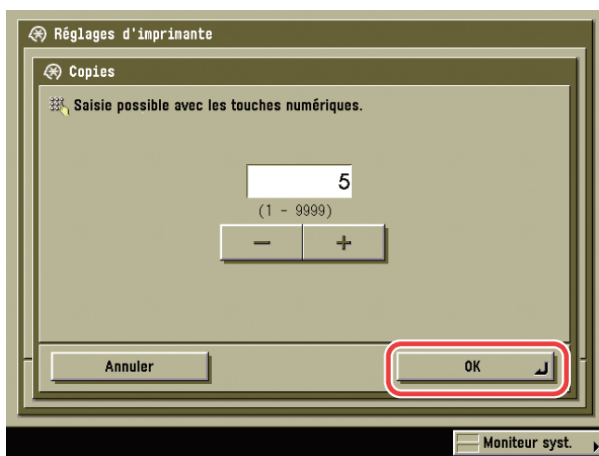 Réglages d'imprimante
Copies
Saisie possible avec les touches numériques.
5
(1 - 9999)
- +
Annuler OK
Moniteur syst.